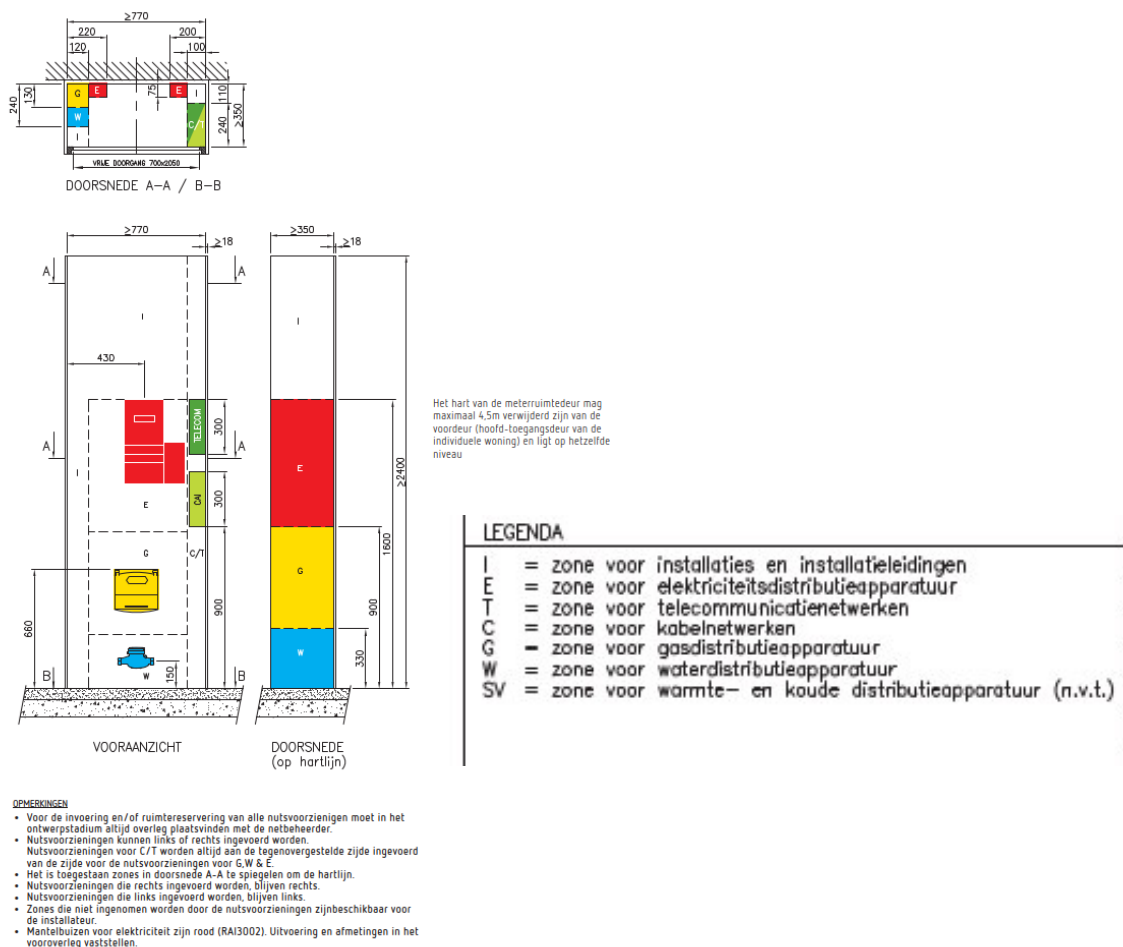 ≥770
220
200
120
100
G
E
E
I
W
I
C/T
240
130
75
110
240
≥350
VRIJE DOORGANG 700x2050
DOORSNEDE A-A / B-B
≥770
≥18
≥350
≥18
A
A
I
I
430
TELECOM
300
A
A
I
E
CAI
300
E
G
C/T
G
660
900
900
1600
≥2400
W
150
W
330
B
B
VOORAANZICHT
DOORSNEDE
(op hartlijn)
Het hart van de meterruimtedeur mag
maximaal 4,5m verwijderd zijn van de
voordeur (hoofd-toegangsdeur van de
individuele woning) en ligt op hetzelfde
niveau
LEGENDA
I = zone voor installaties en installatieleidingen
E = zone voor elektriciteitsdistributieapparatuur
T = zone voor telecommunicatienetwerken
C = zone voor kabelnetwerken
G = zone voor gasdistributieapparatuur
W = zone voor waterdistributieapparatuur
SV = zone voor warmte- en koude distributieapparatuur (n.v.t.)
OPMERKINGEN
• Voor de invoering en/of ruimtereservering van alle nutsvoorzienigen moet in het
ontwerpstadium altijd overleg plaatsvinden met de netbeheerder.
• Nutsvoorzieningen kunnen links of rechts ingevoerd worden.
Nutsvoorzieningen voor C/T worden altijd aan de tegenovergestelde zijde ingevoerd
van de zijde voor de nutsvoorzieningen voor G,W & E.
• Het is toegestaan zones in doorsnede A-A te spiegelen om de hartlijn.
• Nutsvoorzieningen die rechts ingevoerd worden, blijven rechts.
• Nutsvoorzieningen die links ingevoerd worden, blijven links.
• Zones die niet ingenomen worden door de nutsvoorzieningen zijnbeschikbaar voor
de installateur.
• Mantelbuizen voor elektriciteit zijn rood (RAl3002). Uitvoering en afmetingen in het
vooroverleg vaststellen.